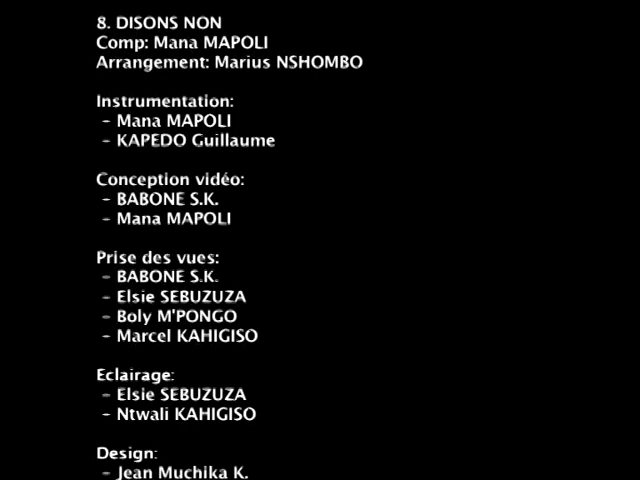 8. DISONS NON
Comp: Mana MAPOLI
Arrangement: Marius NSHOMBO
Instrumentation:
- Mana MAPOLI
- KAPEDO Guillaume
Conception vidéo:
- BABONE S.K.
- Mana MAPOLI
Prise des vues:
- BABONE S.K.
- Elsie SEBUZUZA
- Boly M'PONGO
- Marcel KAHIGISO
Eclairage:
- Elsie SEBUZUZA
- Ntwali KAHIGISO
Design:
- Jean Muchika K.